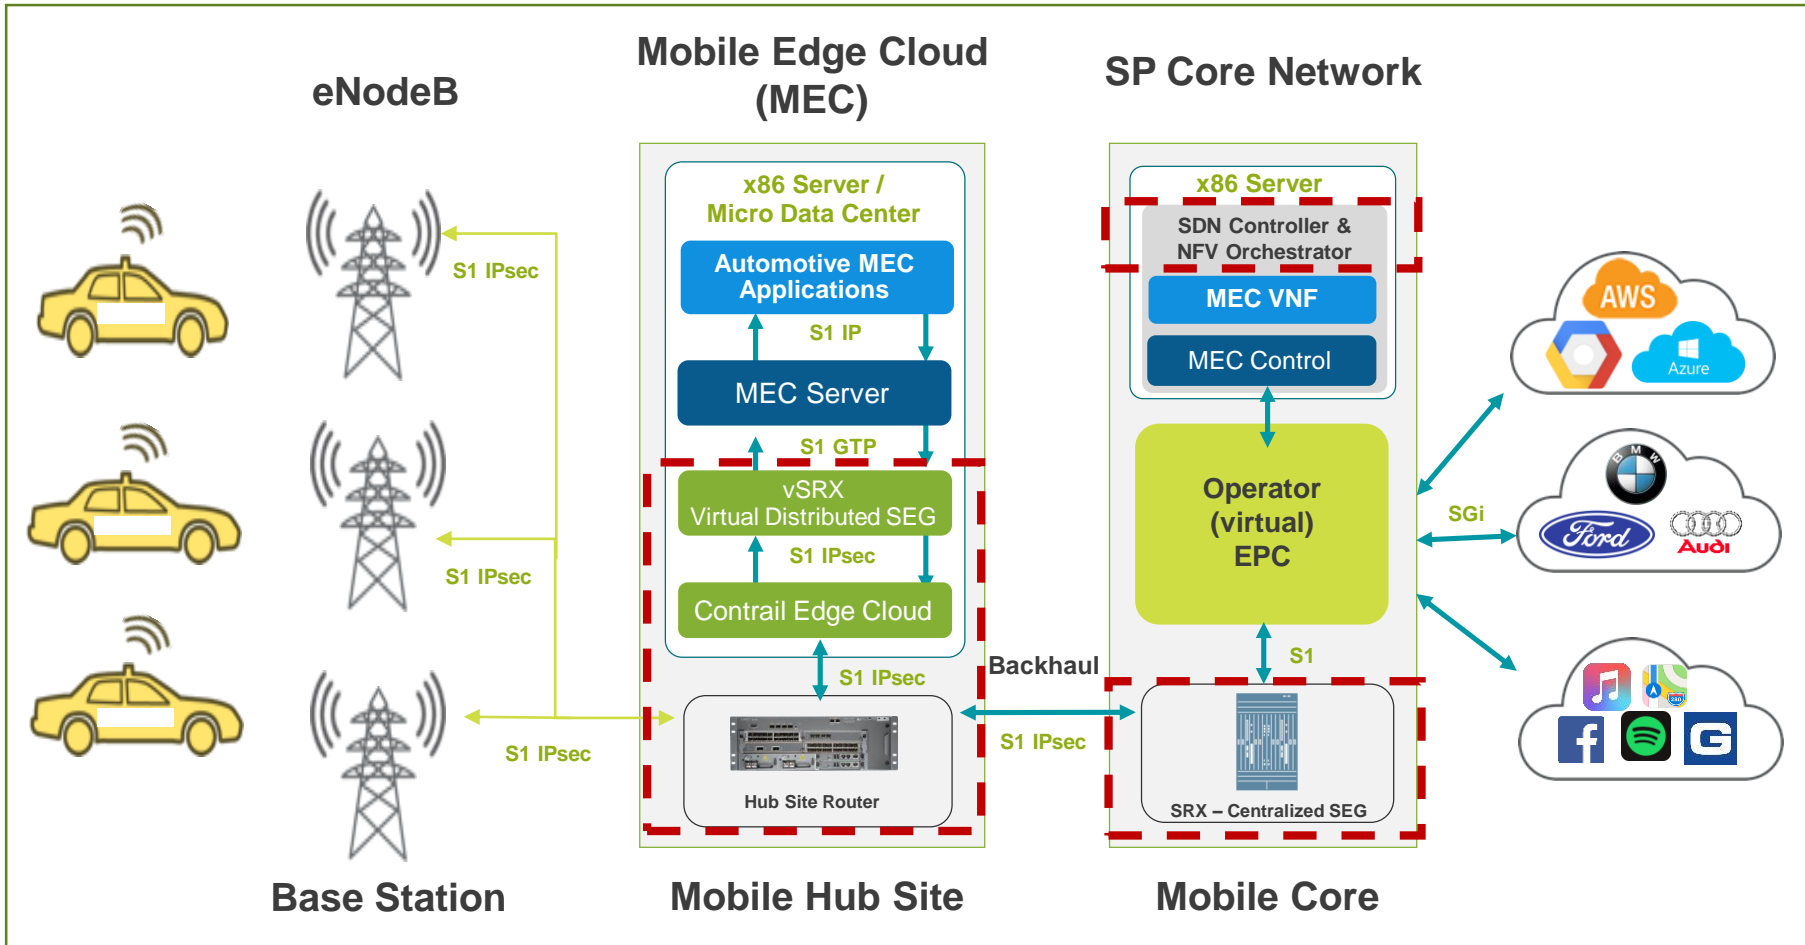 eNodeB
Mobile Edge Cloud
(MEC)
SP Core Network
x86 Server /
Micro Data Center
Automotive MEC
Applications
S1 IP
MEC Server
S1 GTP
vSRX
Virtual Distributed SEG
S1 IPsec
Contrail Edge Cloud
S1 IPsec
Hub Site Router
S1 IPsec
S1 IPsec
S1 IPsec
Backhaul
S1 IPsec
x86 Server
SDN Controller &
NFV Orchestrator
MEC VNF
MEC Control
Operator
(virtual)
EPC
S1
SRX – Centralized SEG
SGi
AWS
Azure
BMW
Ford
Audi
f
G
Base Station
Mobile Hub Site
Mobile Core